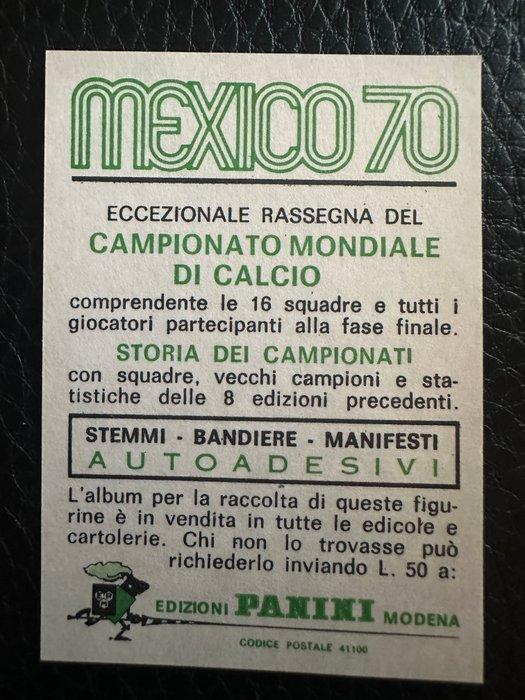 MEXICO 70
ECCEZIONALE RASSEGNA DEL
CAMPIONATO MONDIALE
DI CALCIO
comprendente le 16 squadre e tutti i
giocatori partecipanti alla fase finale.
STORIA DEI CAMPIONATI
con squadre, vecchi campioni e sta-
tistiche delle 8 edizioni precedenti.
STEMMI - BANDIERE - MANIFESTI
AUTOADESIVI
L'album per la raccolta di queste figu-
rine è in vendita in tutte le edicole e
cartolerie. Chi non lo trovasse può
richiederlo inviando L. 50 a:
EDIZIONI PANINI MODENA
CODICE POSTALE 41100